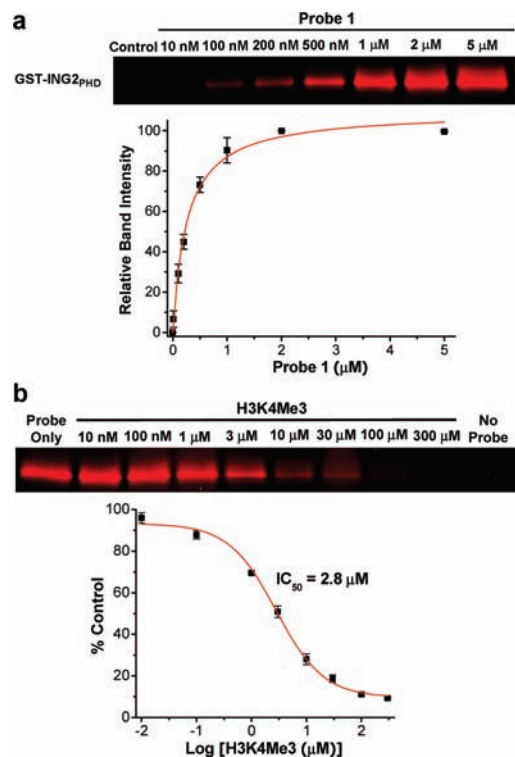 a
Probe 1
Control 10 nM 100 nM 200 nM 500 nM 1 μM 2 μM 5 μM
GST-ING2PHD
100
80
60
40
20
0
Relative Band Intensity
0 1 2 3 4 5
Probe 1 (μM)
b
H3K4Me3
Probe Only 10 nM 100 nM 1 μM 3 μM 10 μM 30 μM 100 μM 300 μM No Probe
100
80
60
40
20
0
% Control
IC50 = 2.8 μM
-2 -1 0 1 2
Log [H3K4Me3 (μM)]